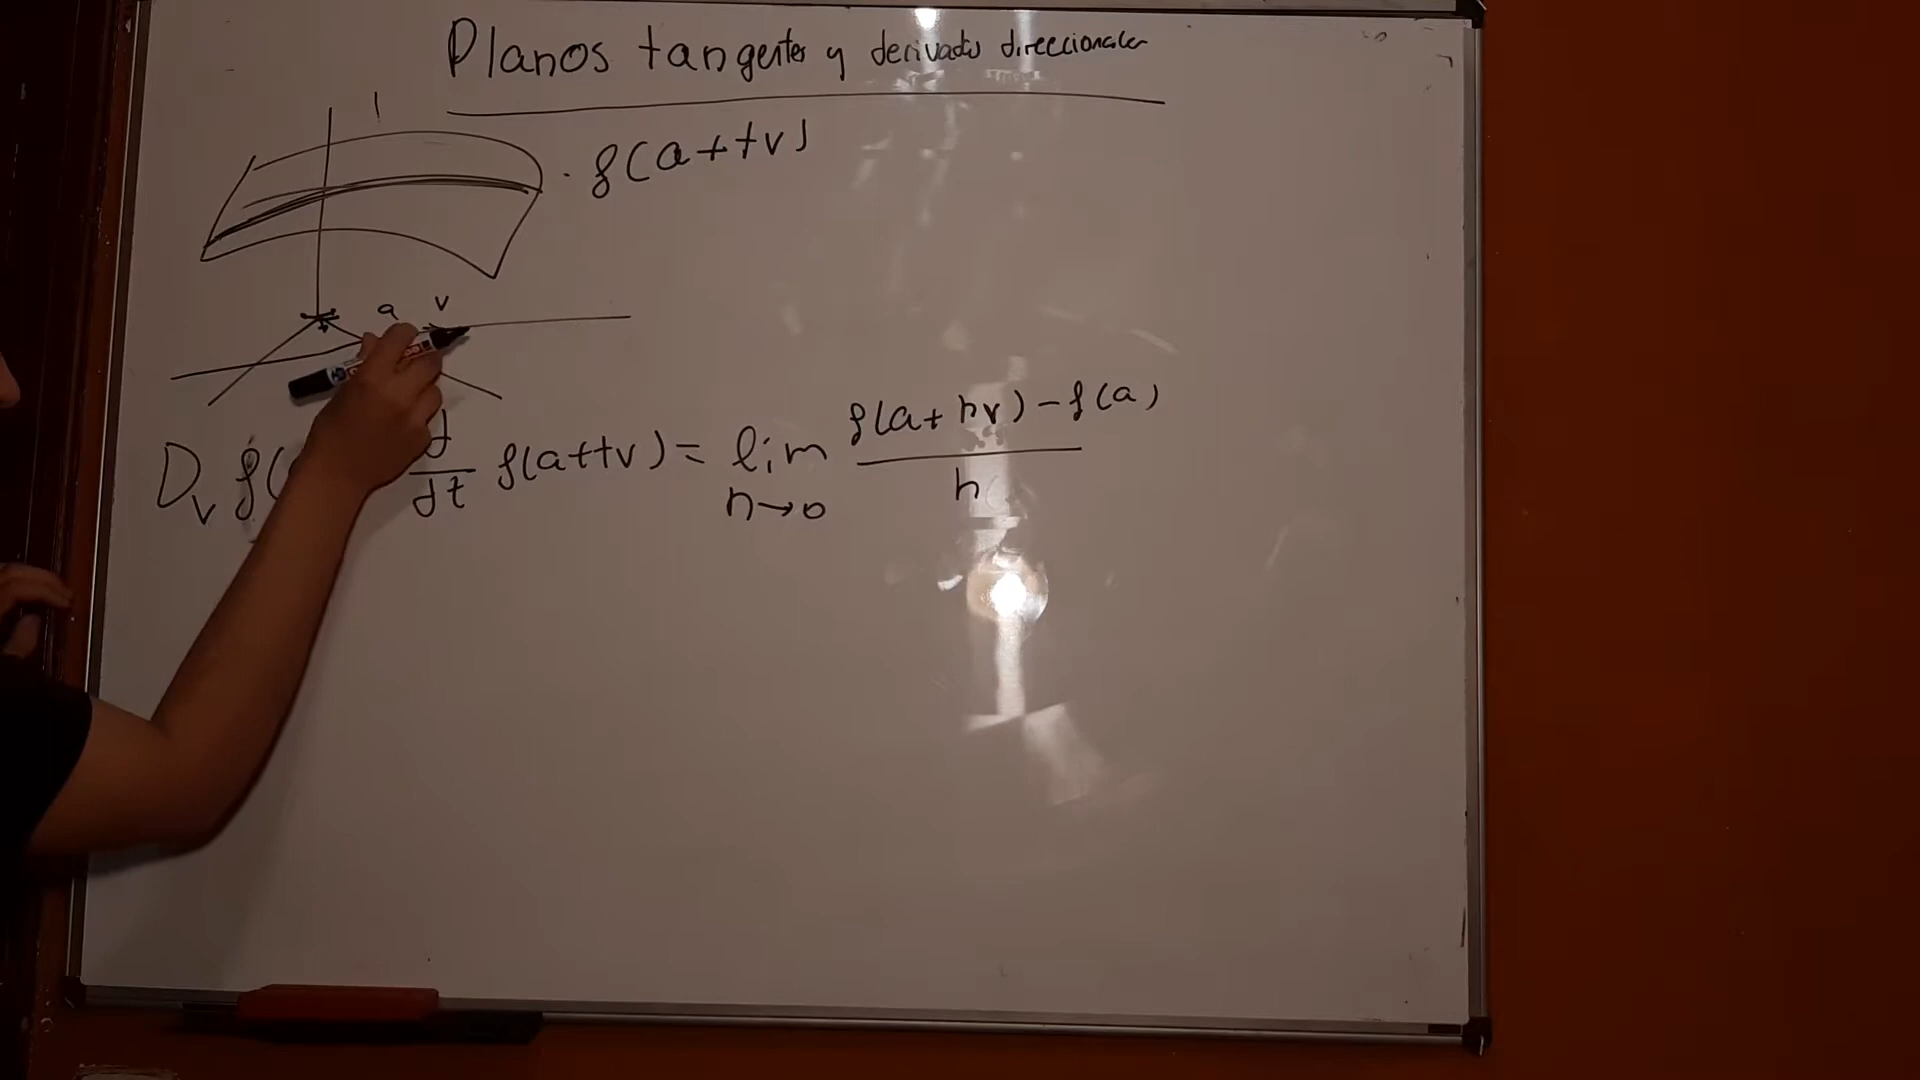 Planos tangentes y derivadas direccionales
. f(a+tv)
a v
D_v f( d/dt f(a+tv) = lim_{h→0} (f(a+hv) - f(a))/h